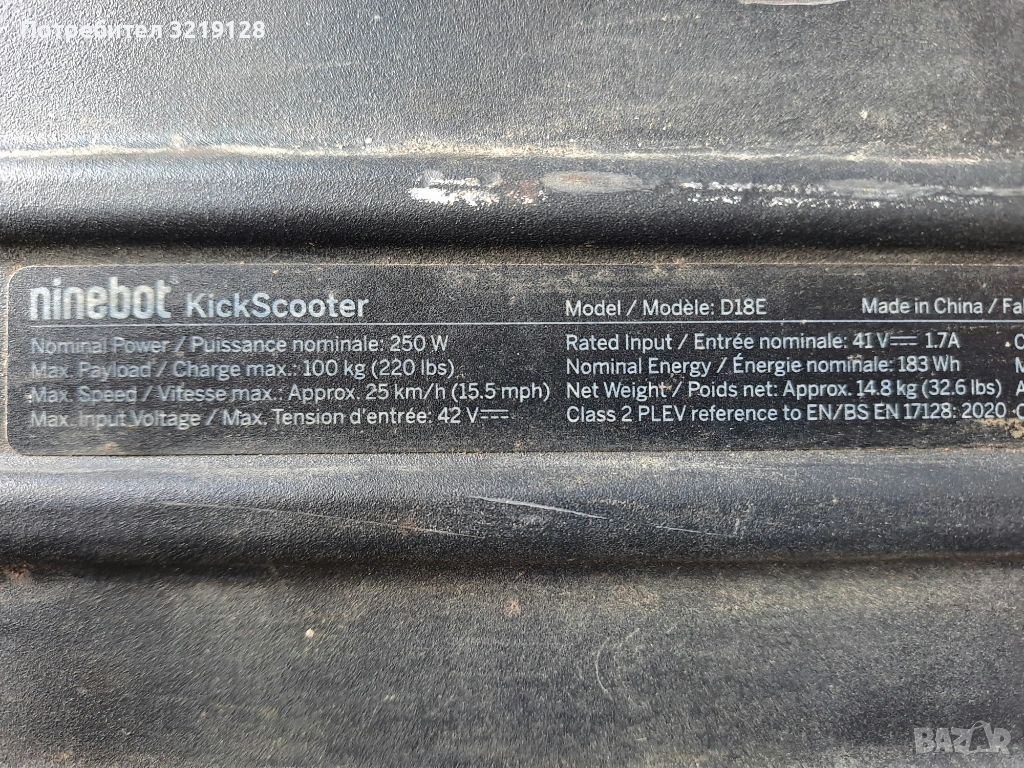 Потребител 3219128
ninebot KickScooter Model / Modèle: D18E Made in China / Fa
Nominal Power / Puissance nominale: 250 W Rated Input / Entrée nominale: 41 V⎓ 1.7A
Max. Payload / Charge max.: 100 kg (220 lbs) Nominal Energy / Énergie nominale: 183 Wh
Max. Speed / Vitesse max.: Approx. 25 km/h (15.5 mph) Net Weight / Poids net: Approx. 14.8 kg (32.6 lbs)
Max. Input Voltage / Max. Tension d'entrée: 42 V⎓ Class 2 PLEV reference to EN/BS EN 17128: 2020
BAZAR